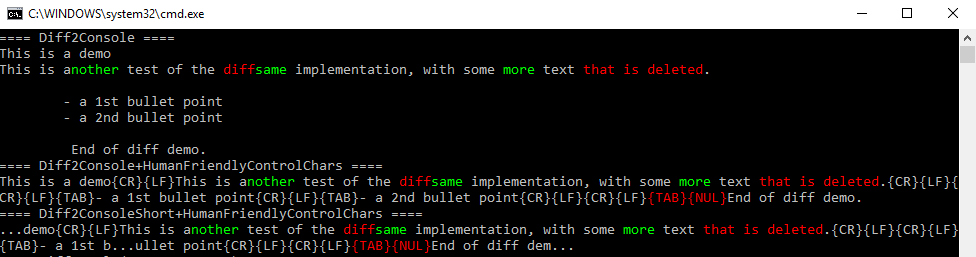 C:\WINDOWS\system32\cmd.exe
==== Diff2Console ====
This is a demo
This is another test of the diffsame implementation, with some more text that is deleted.
- a 1st bullet point
- a 2nd bullet point
End of diff demo.
==== Diff2Console+HumanFriendlyControlChars ====
This is a demo{CR}{LF}This is another test of the diffsame implementation, with some more text that is deleted.{CR}{LF}{
CR}{LF}{TAB}- a 1st bullet point{CR}{LF}{TAB}- a 2nd bullet point{CR}{LF}{CR}{LF}{TAB}{NUL}End of diff demo.
==== Diff2ConsoleShort+HumanFriendlyControlChars ====
...demo{CR}{LF}This is another test of the diffsame implementation, with some more text that is deleted.{CR}{LF}{CR}{LF}
{TAB}- a 1st b...ullet point{CR}{LF}{CR}{LF}{TAB}{NUL}End of diff dem...